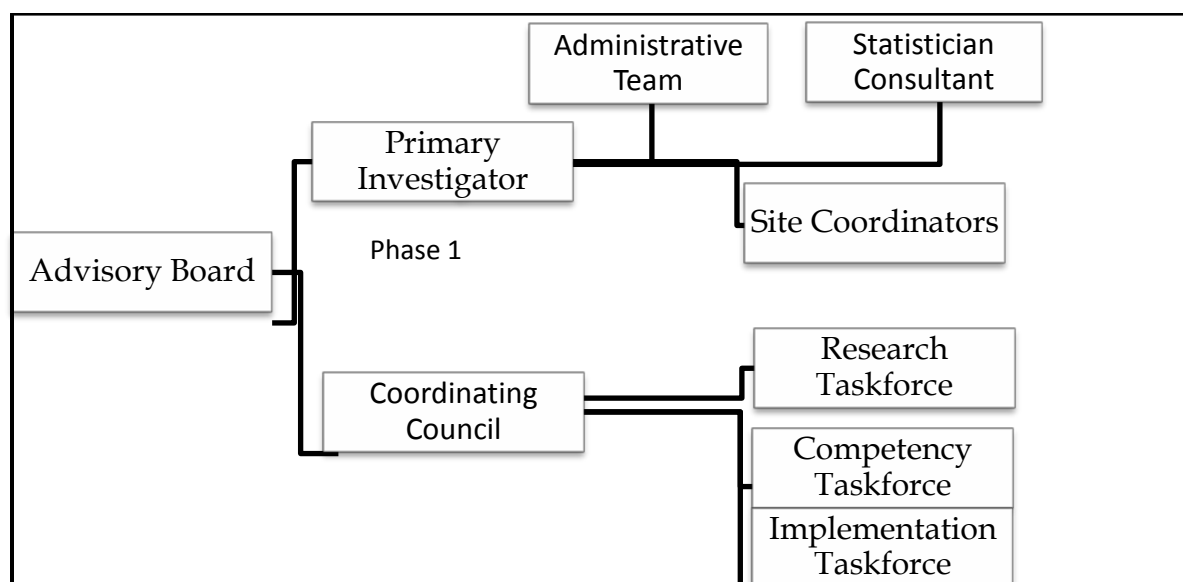 Administrative
Team
Statistician
Consultant
Primary
Investigator
Site Coordinators
Phase 1
Advisory Board
Research
Taskforce
Coordinating
Council
Competency
Taskforce
Implementation
Taskforce